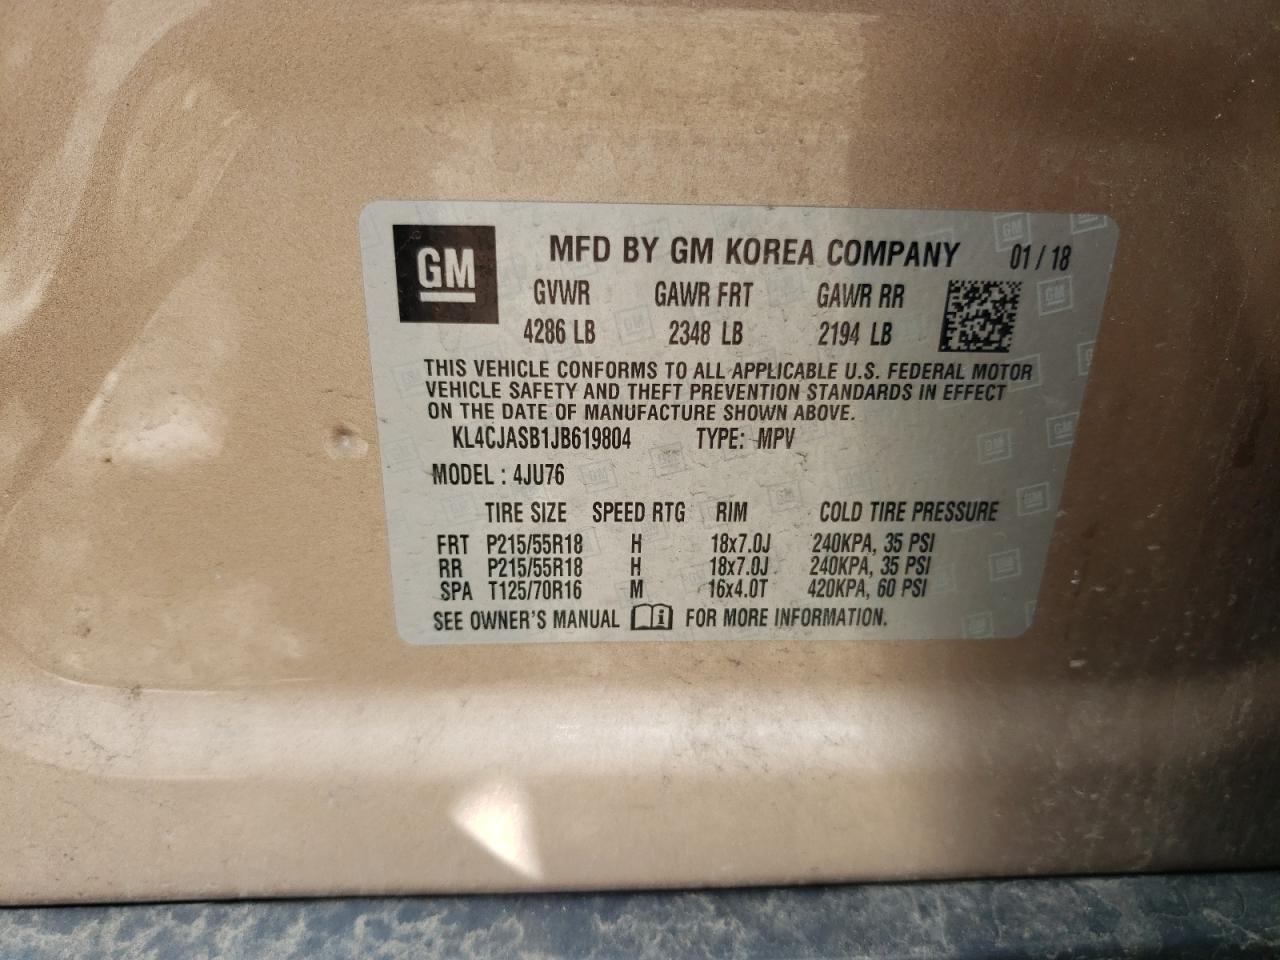 GM MFD BY GM KOREA COMPANY 01 / 18
GVWR GAWR FRT GAWR RR
4286 LB 2348 LB 2194 LB
THIS VEHICLE CONFORMS TO ALL APPLICABLE U.S. FEDERAL MOTOR
VEHICLE SAFETY AND THEFT PREVENTION STANDARDS IN EFFECT
ON THE DATE OF MANUFACTURE SHOWN ABOVE.
KL4CJASB1JB619804 TYPE: MPV
MODEL : 4JU76
TIRE SIZE SPEED RTG RIM COLD TIRE PRESSURE
FRT P215/55R18 H 18x7.0J 240KPA, 35 PSI
RR P215/55R18 H 18x7.0J 240KPA, 35 PSI
SPA T125/70R16 M 16x4.0T 420KPA, 60 PSI
SEE OWNER'S MANUAL i FOR MORE INFORMATION.